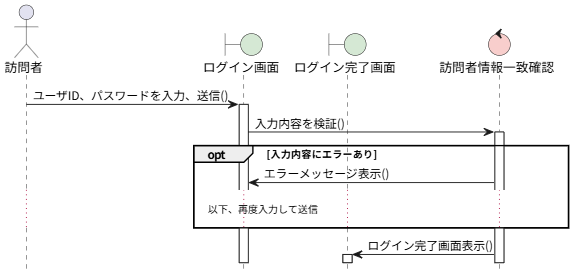 訪問者
ログイン画面
ログイン完了画面
訪問者情報一致確認
ユーザID、パスワードを入力、送信()
入力内容を検証()
opt
[入力内容にエラーあり]
エラーメッセージ表示()
以下、再度入力して送信
ログイン完了画面表示()